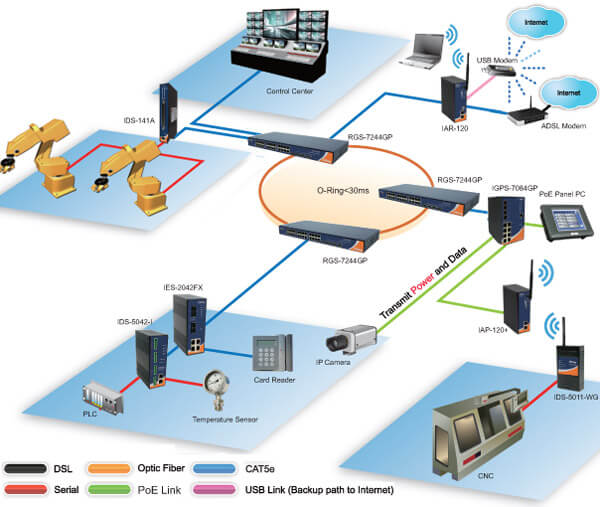 Internet
USB Modem
Internet
Control Center
IDS-141A
IAR-120
ADSL Modem
RGS-7244GP
RGS-7244GP
O-Ring<30ms
IGPS-7084GP
PoE Panel PC
RGS-7244GP
Transmit Power and Data
IES-2042FX
IDS-5042-I
IAP-120+
IP Camera
Card Reader
IDS-5011-WG
PLC
Temperature Sensor
CNC
DSL
Optic Fiber
CAT5e
Serial
PoE Link
USB Link (Backup path to Internet)